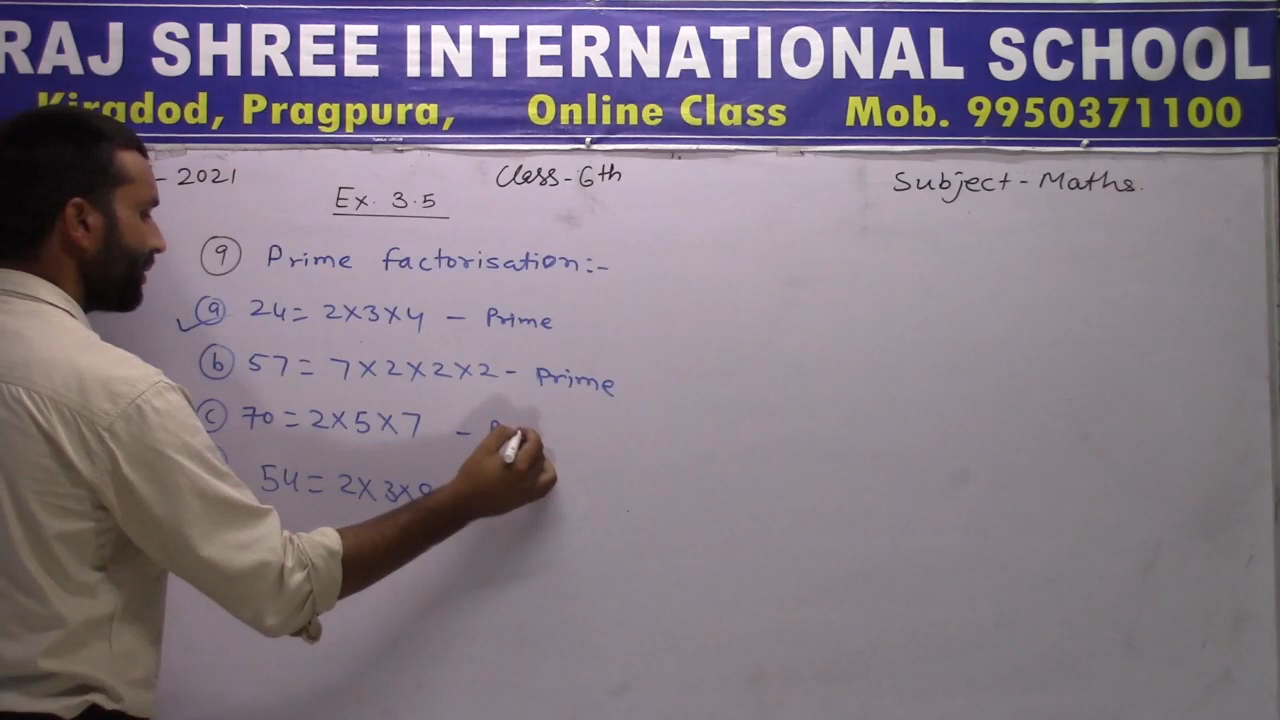 RAJ SHREE INTERNATIONAL SCHOOL
Kiradod, Pragpura, Online Class Mob. 9950371100
- 2021 Class-6th Subject-Maths.
Ex. 3.5
9 Prime factorisation:-
a 24= 2×3×4 - Prime
b 57= 7×2×2×2- Prime
c 70=2×5×7 -
54= 2×3×9